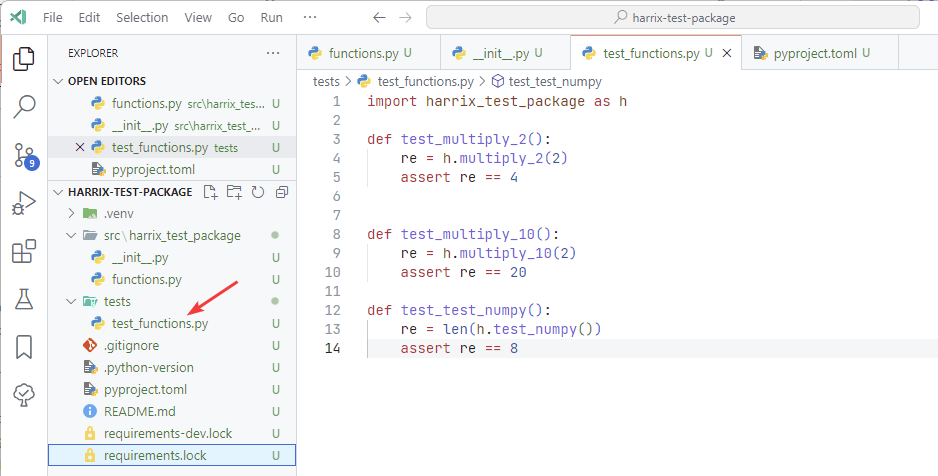 File Edit Selection View Go Run ··· harrix-test-package
EXPLORER ···
OPEN EDITORS
functions.py src\harrix_tes... U
__init__.py src\harrix_test_... U
test_functions.py tests U
pyproject.toml U
HARRIX-TEST-PACKAGE
.venv
src\harrix_test_package
__init__.py U
functions.py U
tests
test_functions.py U
.gitignore U
.python-version U
pyproject.toml U
README.md U
requirements-dev.lock U
requirements.lock U
9
functions.py U __init__.py U test_functions.py U pyproject.toml U
tests > test_functions.py > test_test_numpy
1 import harrix_test_package as h
2
3 def test_multiply_2():
4 re = h.multiply_2(2)
5 assert re == 4
6
7
8 def test_multiply_10():
9 re = h.multiply_10(2)
10 assert re == 20
11
12 def test_test_numpy():
13 re = len(h.test_numpy())
14 assert re == 8